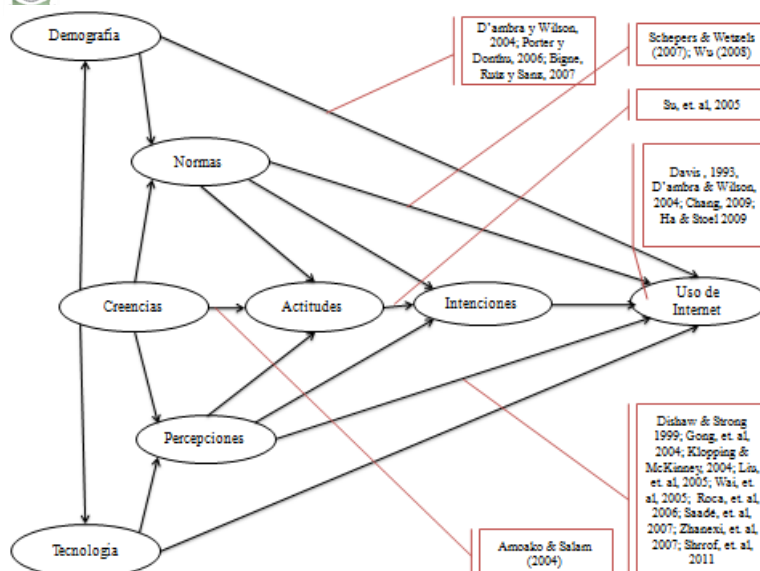 Demografía
D'ambra y Wilson,
2004; Porter y
Donthu, 2006; Bigne,
Ruiz y Sanz, 2007
Schepers & Wetzels
(2007); Wu (2008)
Su, et. al, 2005
Normas
Davis , 1993,
D'ambra & Wilson,
2004; Chang, 2009;
Ha & Stoel 2009
Creencias
Actitudes
Intenciones
Uso de
Internet
Percepciones
Dishaw & Strong
1999; Gong, et. al,
2004; Klopping &
McKinney, 2004; Liu,
et. al, 2005; Wai, et.
al, 2005; Roca, et. al,
2006; Saade, et. al,
2007; Zhanexi, et. al,
2007; Shrrof, et. al,
2011
Tecnología
Amoako & Salam
(2004)